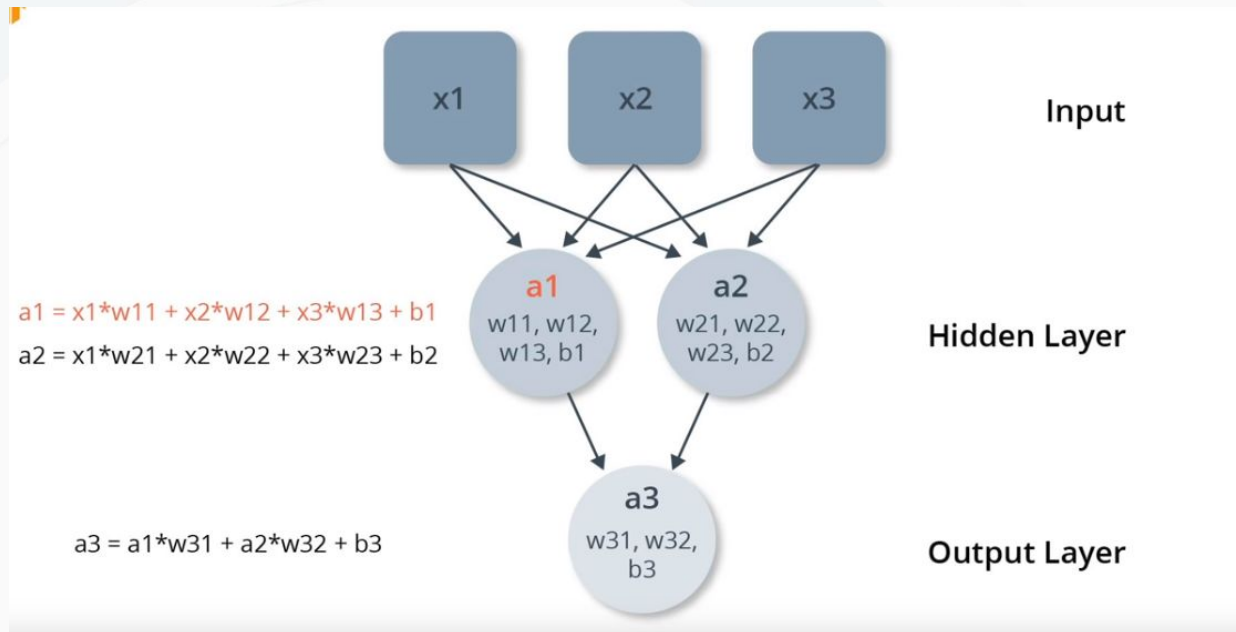 x1
x2
x3
Input
a1
w11, w12,
w13, b1
a2
w21, w22,
w23, b2
a1 = x1*w11 + x2*w12 + x3*w13 + b1
a2 = x1*w21 + x2*w22 + x3*w23 + b2
Hidden Layer
a3
w31, w32,
b3
a3 = a1*w31 + a2*w32 + b3
Output Layer